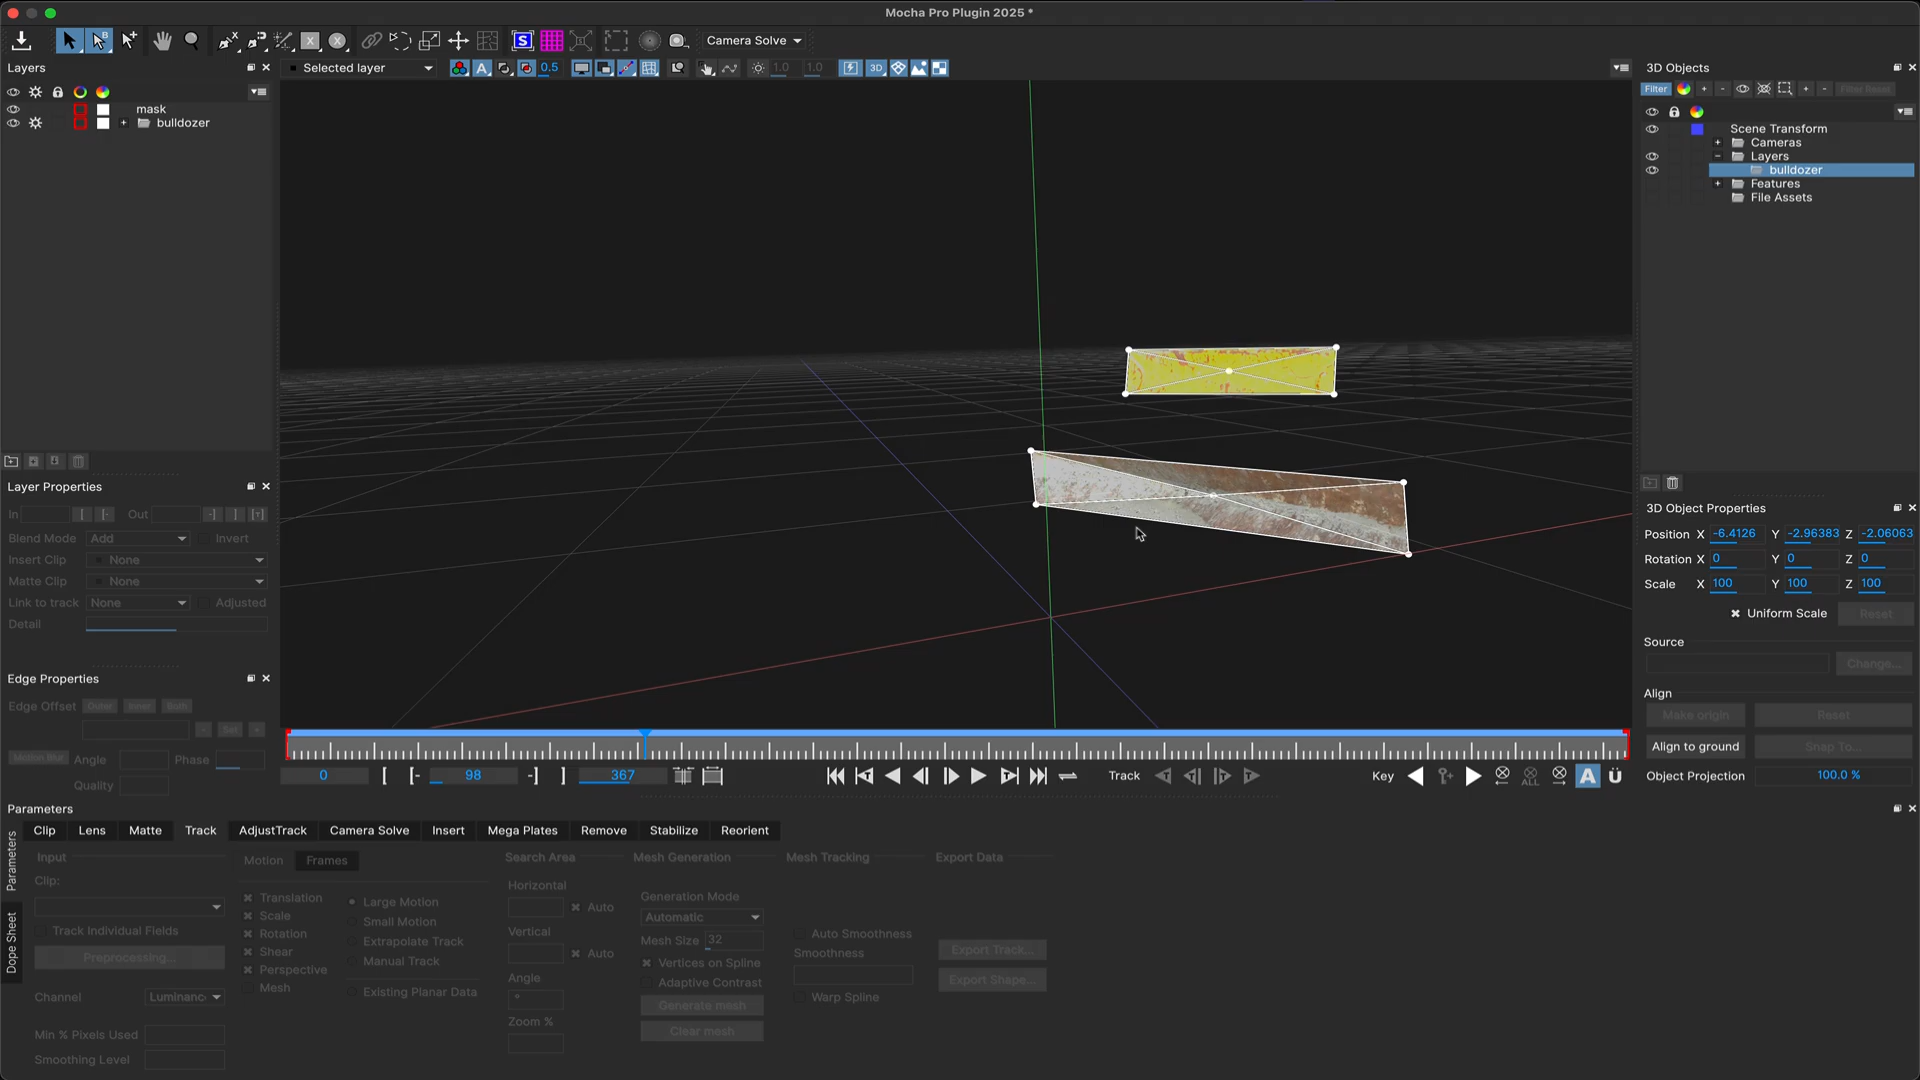 Mocha Pro Plugin 2025 *
Camera Solve
Layers
Selected layer
0.5
1.0
1.0
3D
3D Objects
Filter
Filter Reset
mask
bulldozer
Scene Transform
Cameras
Layers
bulldozer
Features
File Assets
Layer Properties
In
Out
Blend Mode
Add
Invert
Insert Clip
None
Matte Clip
None
Link to track
None
Adjusted
Detail
3D Object Properties
Position X -6.4126 Y -2.96383 Z -2.06063
Rotation X 0 Y 0 Z 0
Scale X 100 Y 100 Z 100
Uniform Scale
Reset
Source
Change...
Align
Make origin
Reset
Align to ground
Snap To...
Object Projection
100.0 %
Edge Properties
Edge Offset
Outer
Inner
Both
Set
Motion Blur
Angle
Phase
Quality
0
98
367
Track
Key
ALL
A
Ü
Parameters
Clip
Lens
Matte
Track
AdjustTrack
Camera Solve
Insert
Mega Plates
Remove
Stabilize
Reorient
Parameters
Dope Sheet
Input
Clip:
Track Individual Fields
Preprocessing...
Channel
Luminanc
Min % Pixels Used
Smoothing Level
Motion
Frames
Translation
Scale
Rotation
Shear
Perspective
Mesh
Large Motion
Small Motion
Extrapolate Track
Manual Track
Existing Planar Data
Search Area
Horizontal
Auto
Vertical
Auto
Angle
°
Zoom %
Mesh Generation
Generation Mode
Automatic
Mesh Size 32
Vertices on Spline
Adaptive Contrast
Generate mesh
Clear mesh
Mesh Tracking
Auto Smoothness
Smoothness
Warp Spline
Export Data
Export Track...
Export Shape...